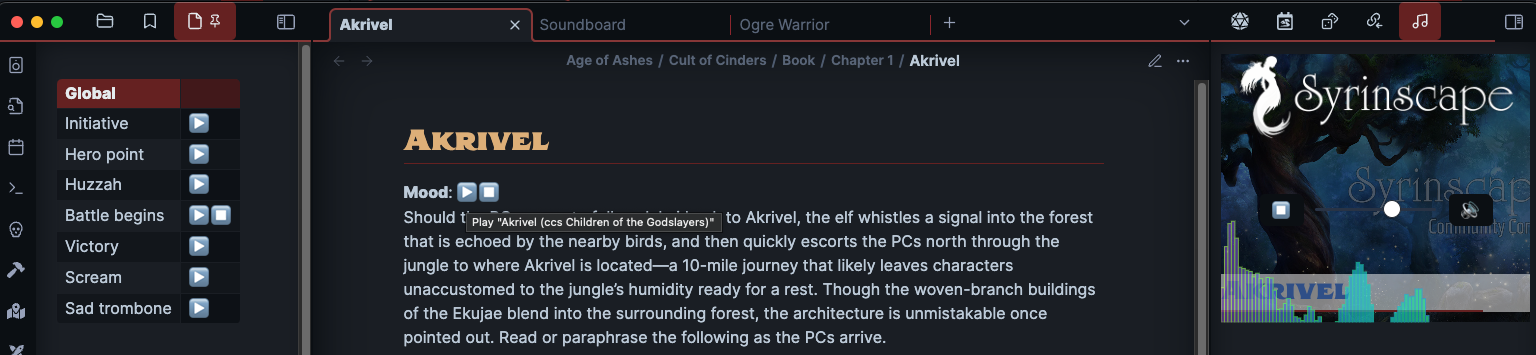 Akrivel
Soundboard
Ogre Warrior
Age of Ashes / Cult of Cinders / Book / Chapter 1 / Akrivel
Global
Initiative
Hero point
Huzzah
Battle begins
Victory
Scream
Sad trombone
Akrivel
Mood:
Should to Akrivel, the elf whistles a signal into the forest
Play "Akrivel (ccs Children of the Godslayers)"
that is echoed by the nearby birds, and then quickly escorts the PCs north through the
jungle to where Akrivel is located—a 10-mile journey that likely leaves characters
unaccustomed to the jungle’s humidity ready for a rest. Though the woven-branch buildings
of the Ekujae blend into the surrounding forest, the architecture is unmistakable once
pointed out. Read or paraphrase the following as the PCs arrive.
Syrinscape
Syrinscape
Community Con
AKRIVEL